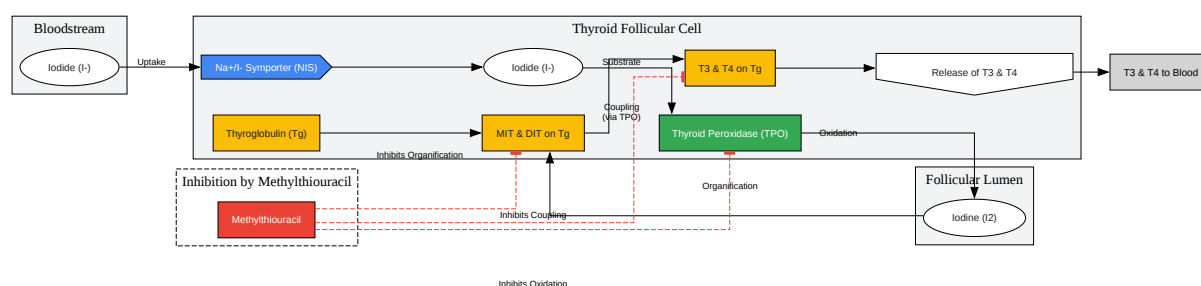 Bloodstream
Thyroid Follicular Cell
Iodide (I-)
Uptake
Na+/I- Symporter (NIS)
Iodide (I-)
Substrate
T3 & T4 on Tg
Release of T3 & T4
T3 & T4 to Blood
Coupling
(via TPO)
Thyroglobulin (Tg)
MIT & DIT on Tg
Thyroid Peroxidase (TPO)
Oxidation
Inhibits Organification
Inhibition by Methylthiouracil
Organification
Follicular Lumen
Methylthiouracil
Inhibits Coupling
Iodine (I2)
Inhibits Oxidation